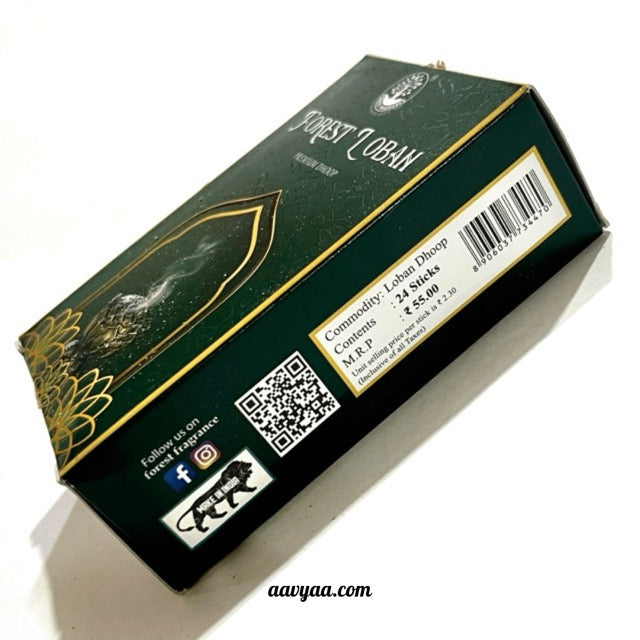 FOREST LOBAN
PREMIUM DHOOP
Commodity: Loban Dhoop
Contents : 24 Sticks
M.R.P : ₹ 55.00
Unit selling price per stick is ₹ 2.30
(Inclusive of all Taxes)
8906037734470
Follow us on
forest fragrance
MAKE IN INDIA
aavyaa.com